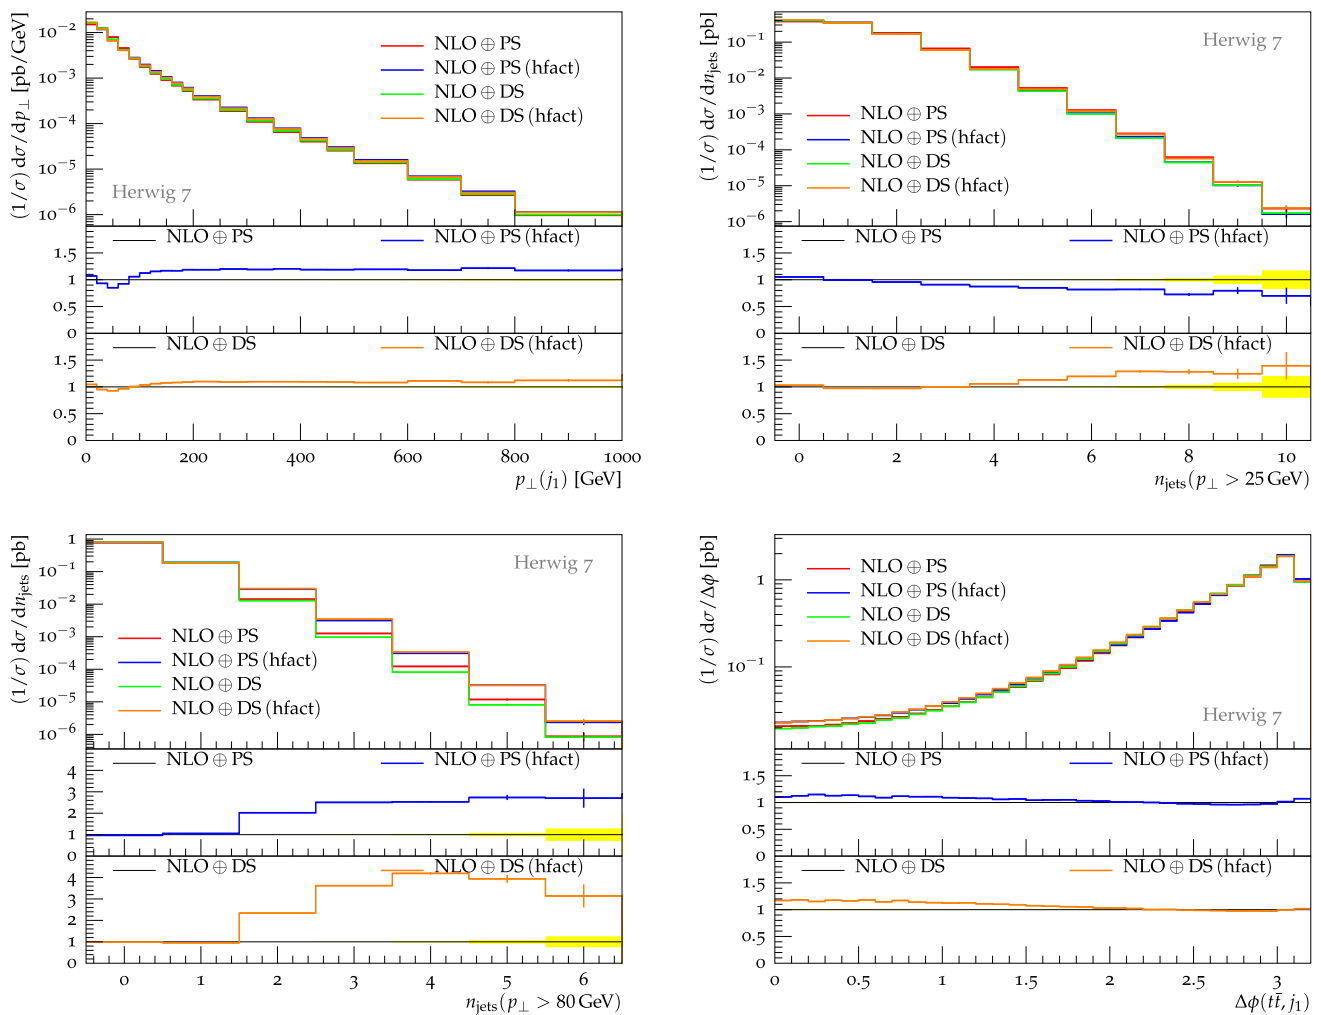 (1/σ) dσ/dp⊥ [pb/GeV]
10⁻²
10⁻³
10⁻⁴
10⁻⁵
10⁻⁶
NLO ⊕ PS
NLO ⊕ PS (hfact)
NLO ⊕ DS
NLO ⊕ DS (hfact)
Herwig 7
NLO ⊕ PS NLO ⊕ PS (hfact)
1.5
1
0.5
0
NLO ⊕ DS NLO ⊕ DS (hfact)
1.5
1
0.5
0
0 200 400 600 800 1000
p⊥(j₁) [GeV]
(1/σ) dσ/dn_jets [pb]
10⁻¹
10⁻²
10⁻³
10⁻⁴
10⁻⁵
10⁻⁶
Herwig 7
NLO ⊕ PS
NLO ⊕ PS (hfact)
NLO ⊕ DS
NLO ⊕ DS (hfact)
NLO ⊕ PS NLO ⊕ PS (hfact)
1.5
1
0.5
0
NLO ⊕ DS NLO ⊕ DS (hfact)
1.5
1
0.5
0
0 2 4 6 8 10
n_jets(p⊥ > 25 GeV)
(1/σ) dσ/dn_jets [pb]
1
10⁻¹
10⁻²
10⁻³
10⁻⁴
10⁻⁵
10⁻⁶
Herwig 7
NLO ⊕ PS
NLO ⊕ PS (hfact)
NLO ⊕ DS
NLO ⊕ DS (hfact)
NLO ⊕ PS NLO ⊕ PS (hfact)
4
3
2
1
0
NLO ⊕ DS NLO ⊕ DS (hfact)
4
3
2
1
0
0 1 2 3 4 5 6
n_jets(p⊥ > 80 GeV)
(1/σ) dσ/Δϕ [pb]
1
10⁻¹
NLO ⊕ PS
NLO ⊕ PS (hfact)
NLO ⊕ DS
NLO ⊕ DS (hfact)
Herwig 7
NLO ⊕ PS NLO ⊕ PS (hfact)
1.5
1
0.5
0
NLO ⊕ DS NLO ⊕ DS (hfact)
1.5
1
0.5
0
0 0.5 1 1.5 2 2.5 3
Δϕ(tt̄, j₁)